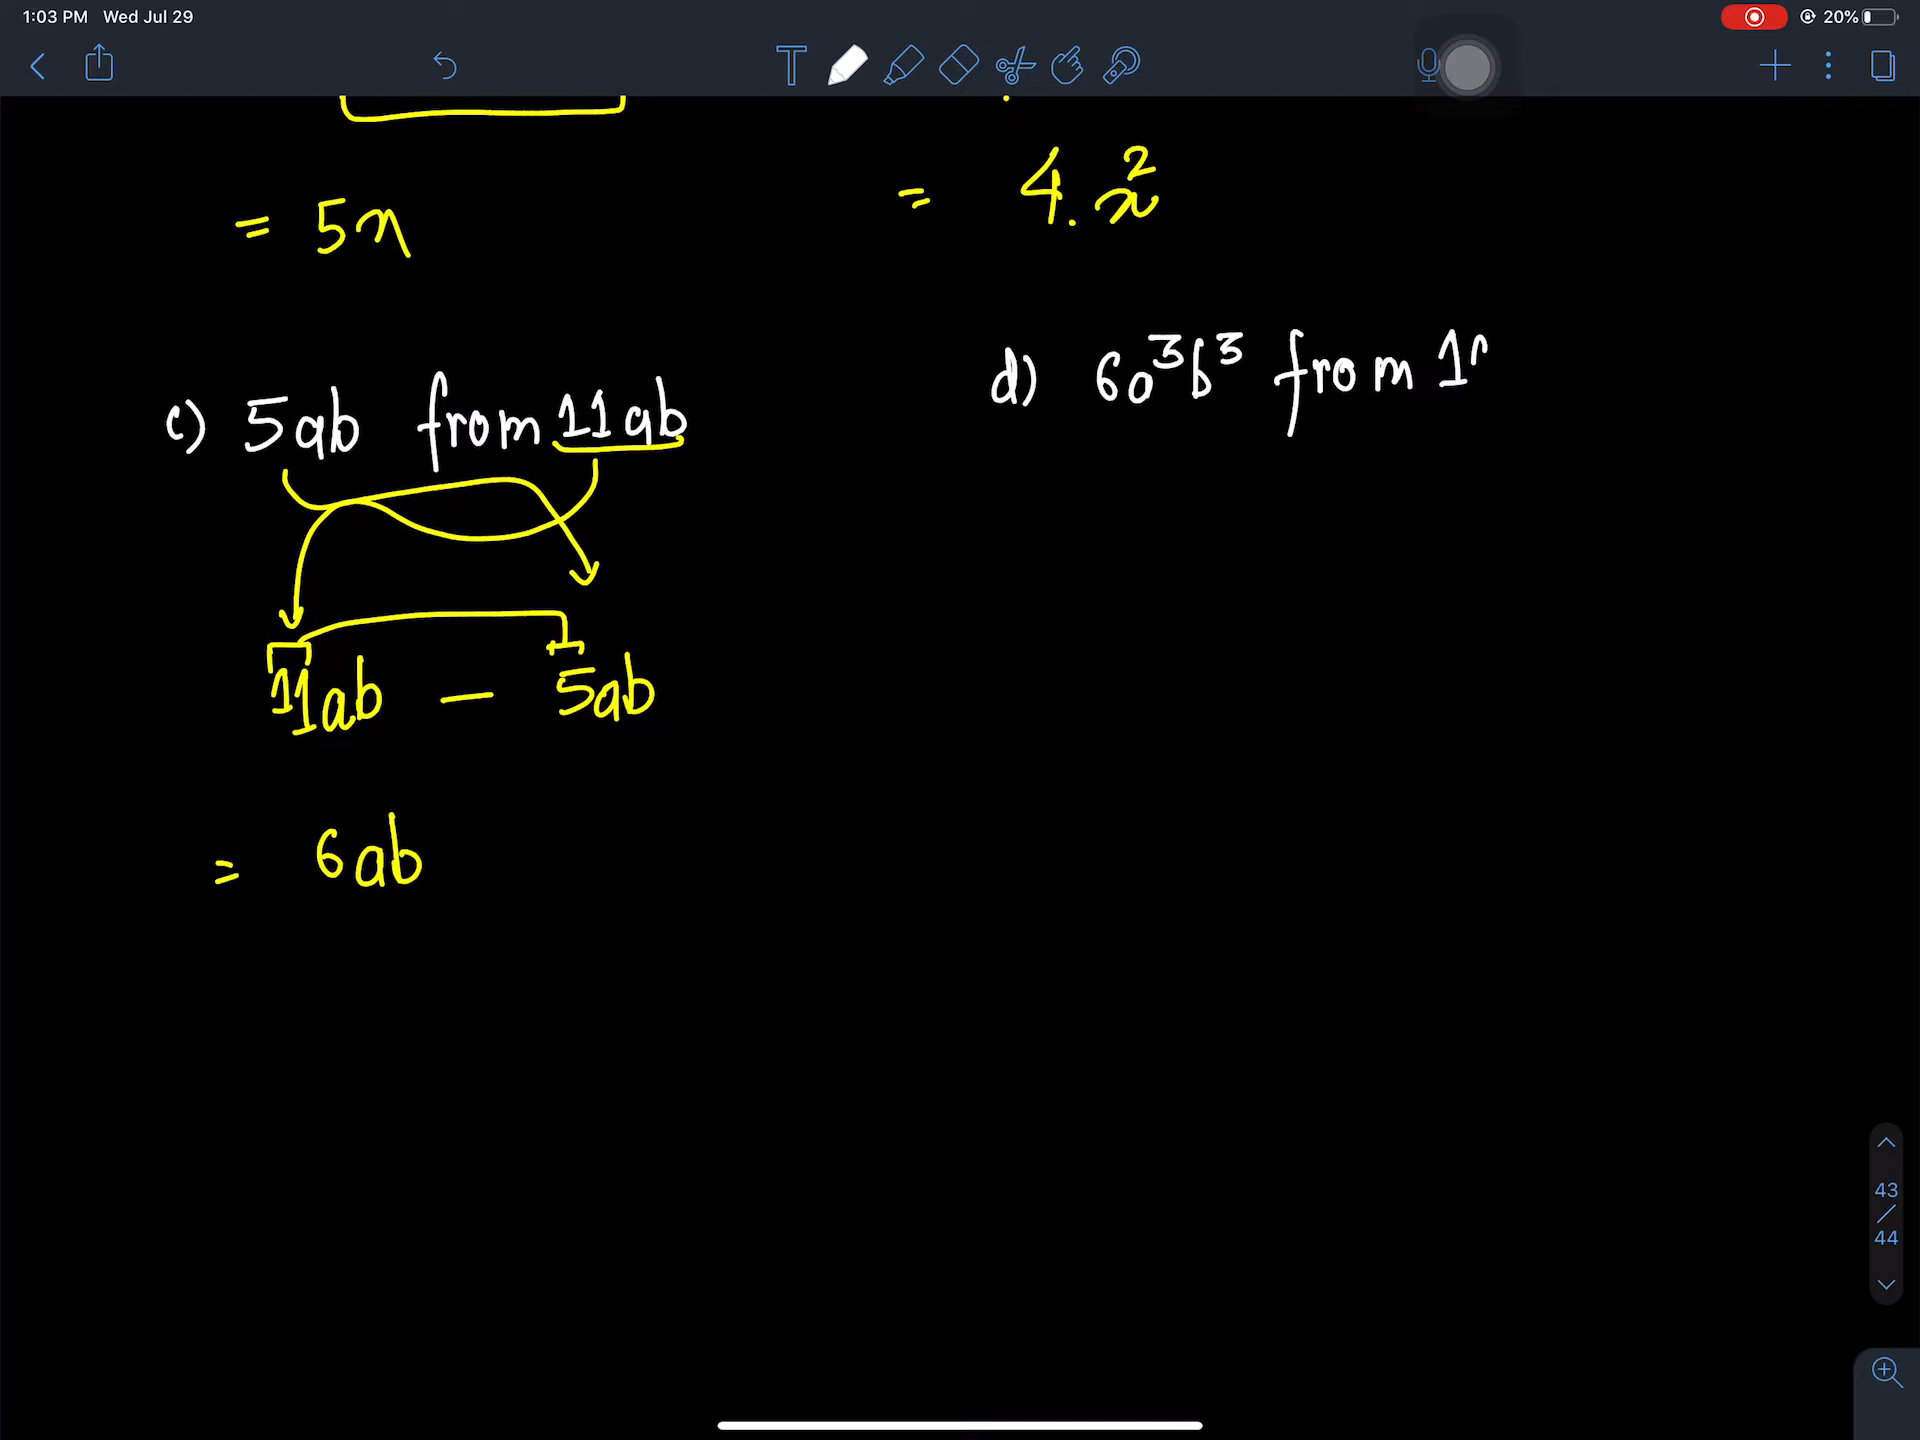 1:03 PM Wed Jul 29
20%
= 5x
= 4.x²
c) 5ab from 11ab
11ab - 5ab
= 6ab
d) 6a³b³ from 1
43
/
44